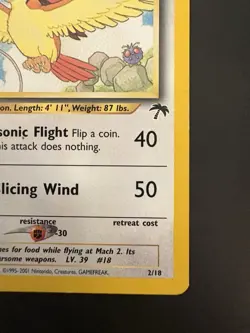 on. Length: 4' 11", Weight: 87 lbs.
sonic Flight Flip a coin.
his attack does nothing.
40
licing Wind
50
resistance
retreat cost
-30
es for food while flying at Mach 2. Its
arsome weapons. LV. 39 #18
©1995-2001 Nintendo, Creatures, GAMEFREAK.
2/18